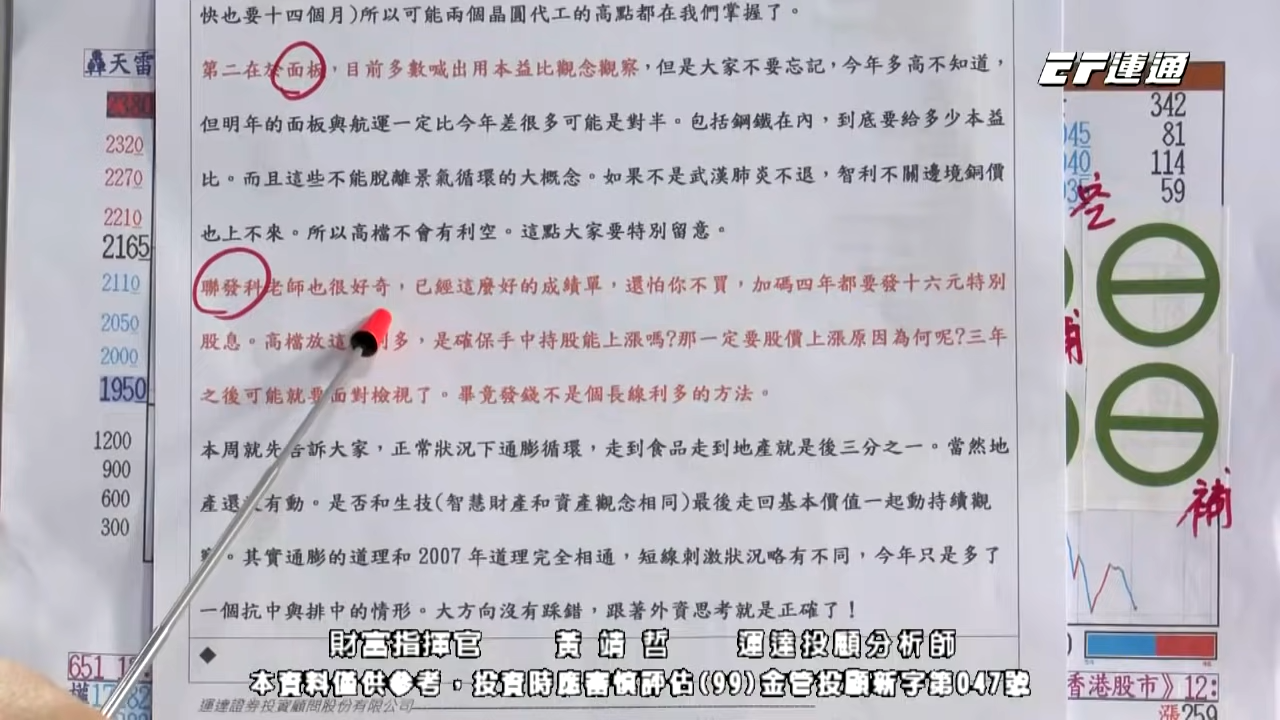 快也要十四個月)所以可能兩個晶圓代工的高點都在我們掌握了。
第二在於面板，目前多數喊出用本益比觀念觀察，但是大家不要忘記，今年多高不知道，
但明年的面板與航運一定比今年差很多可能是對半。包括鋼鐵在內，到底要給多少本益
比。而且這些不能脫離景氣循環的大概念。如果不是武漢肺炎不退，智利不關邊境銅價
也上不來。所以高檔不會有利空。這點大家要特別留意。
聯發科老師也很好奇，已經這麼好的成績單，還怕你不買，加碼四年都要發十六元特別
股息。高檔放這 利多，是確保手中持股能上漲嗎?那一定要股價上漲原因為何呢?三年
之後可能就要面對檢視了。畢竟發錢不是個長線利多的方法。
本周就先告訴大家，正常狀況下通膨循環，走到食品走到地產就是後三分之一。當然地
產還沒有動。是否和生技(智慧財產和資產觀念相同)最後走回基本價值一起動持續觀
察。其實通膨的道理和 2007 年道理完全相通，短線刺激狀況略有不同，今年只是多了
一個抗中與排中的情形。大方向沒有踩錯，跟著外資思考就是正確了！
◆
運達證券投資顧問股份有限公司
轟天雷
2380
2320
2270
2210
2165
2110
2050
2000
1950
1200
900
600
300
運通
342
81
114
59
空
補
補
香港股市》12:
漲259
財富指揮官 黃靖哲 運達投顧分析師
本資料僅供參考，投資時應審慎評估(99)金管投顧新字第047號